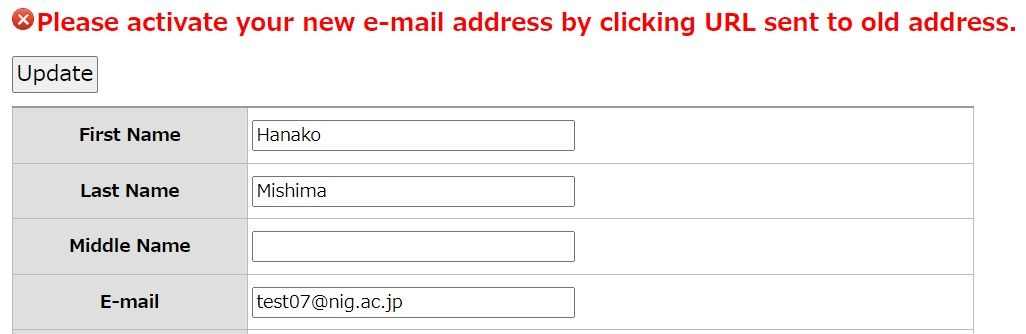 Please activate your new e-mail address by clicking URL sent to old address.
Update
First Name Hanako
Last Name Mishima
Middle Name
E-mail test07@nig.ac.jp